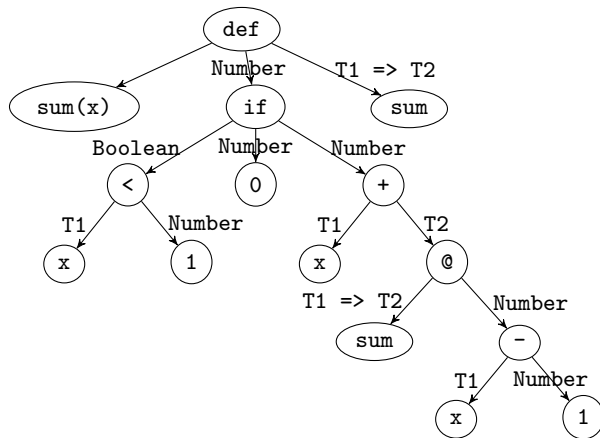 def
Number
T1 => T2
sum(x)
if
sum
Boolean
Number
Number
<
0
+
T1
Number
T1
T2
x
1
x
@
T1 => T2
Number
sum
-
T1
Number
x
1